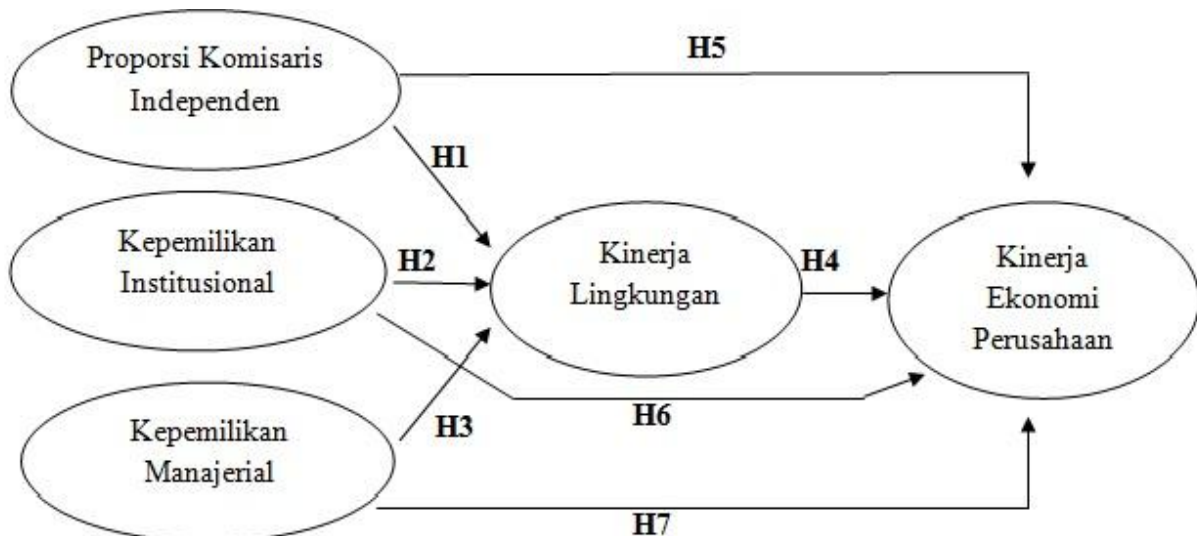 Proporsi Komisaris
Independen
H5
H1
Kepemilikan
Institusional
H2
Kinerja
Lingkungan
H4
Kinerja
Ekonomi
Perusahaan
H6
H3
Kepemilikan
Manajerial
H7